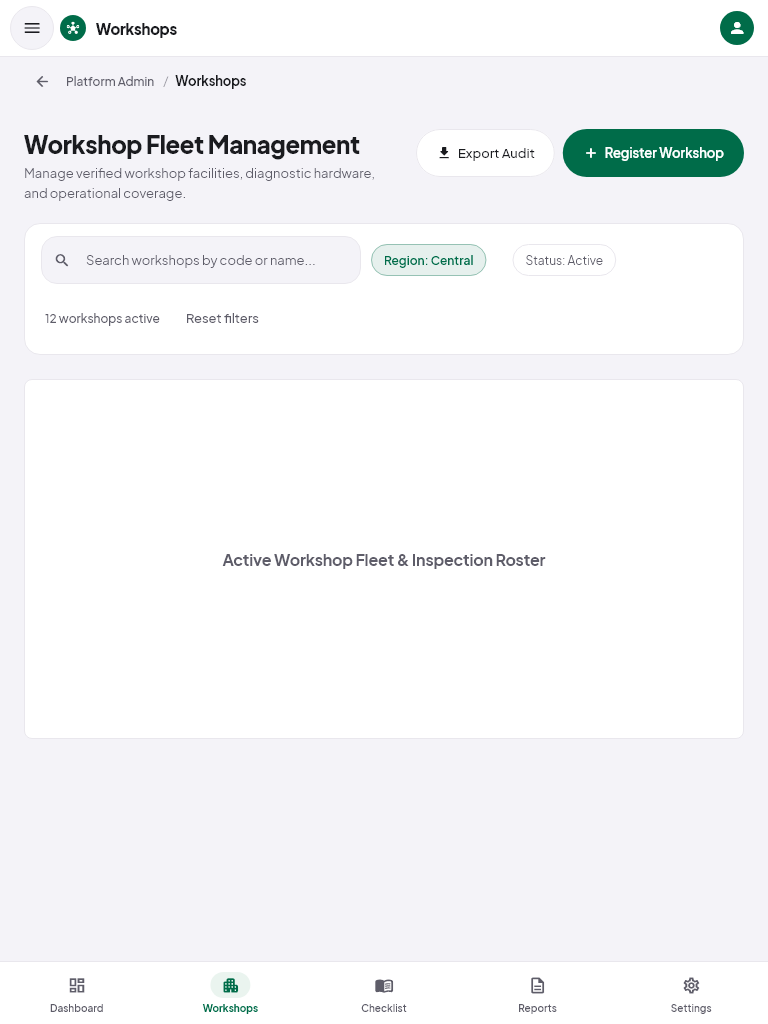 Workshops
Platform Admin / Workshops
Workshop Fleet Management
Manage verified workshop facilities, diagnostic hardware,
and operational coverage.
Export Audit
Register Workshop
Search workshops by code or name...
Region: Central
Status: Active
12 workshops active
Reset filters
Active Workshop Fleet & Inspection Roster
Dashboard
Workshops
Checklist
Reports
Settings